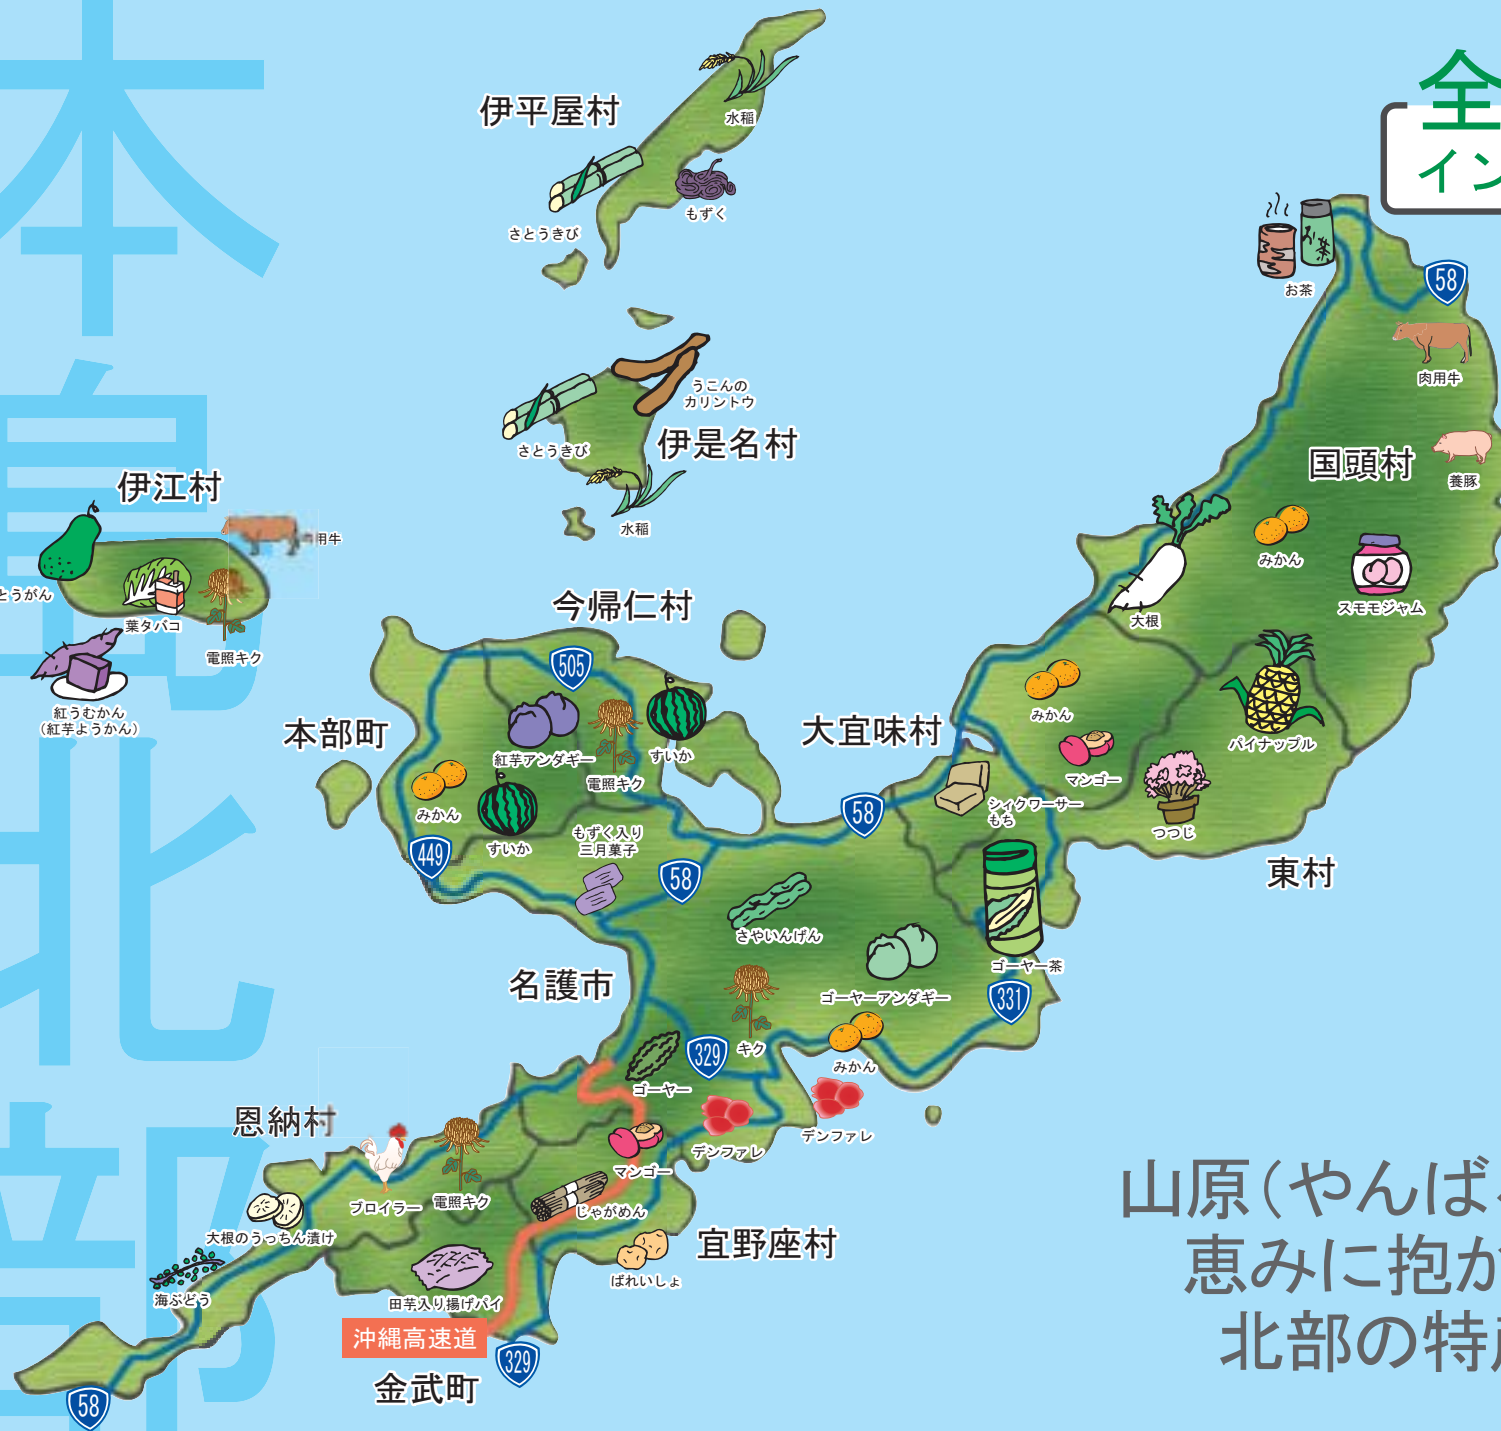 本島北部
全
イン
伊平屋村
水稲
さとうきび
もずく
お茶
58
肉用牛
うこんの
カリントウ
さとうきび
伊是名村
水稲
国頭村
養豚
伊江村
用牛
とうがん
葉タバコ
電照キク
紅うむかん
(紅芋ようかん)
みかん
スモモジャム
大根
今帰仁村
505
本部町
紅芋アンダギー
電照キク
すいか
みかん
すいか
449
もずく入り
三月菓子
58
大宜味村
みかん
マンゴー
パイナップル
つつじ
シィクワーサー
もち
58
東村
さやいんげん
ゴーヤーアンダギー
ゴーヤー茶
331
名護市
キク
みかん
329
ゴーヤー
デンファレ
デンファレ
恩納村
マンゴー
ブロイラー
電照キク
じゃがめん
大根のうっちん漬け
宜野座村
ばれいしょ
海ぶどう
田芋入り揚げパイ
沖縄高速道
329
金武町
58
山原(やんば
恵みに抱か
北部の特